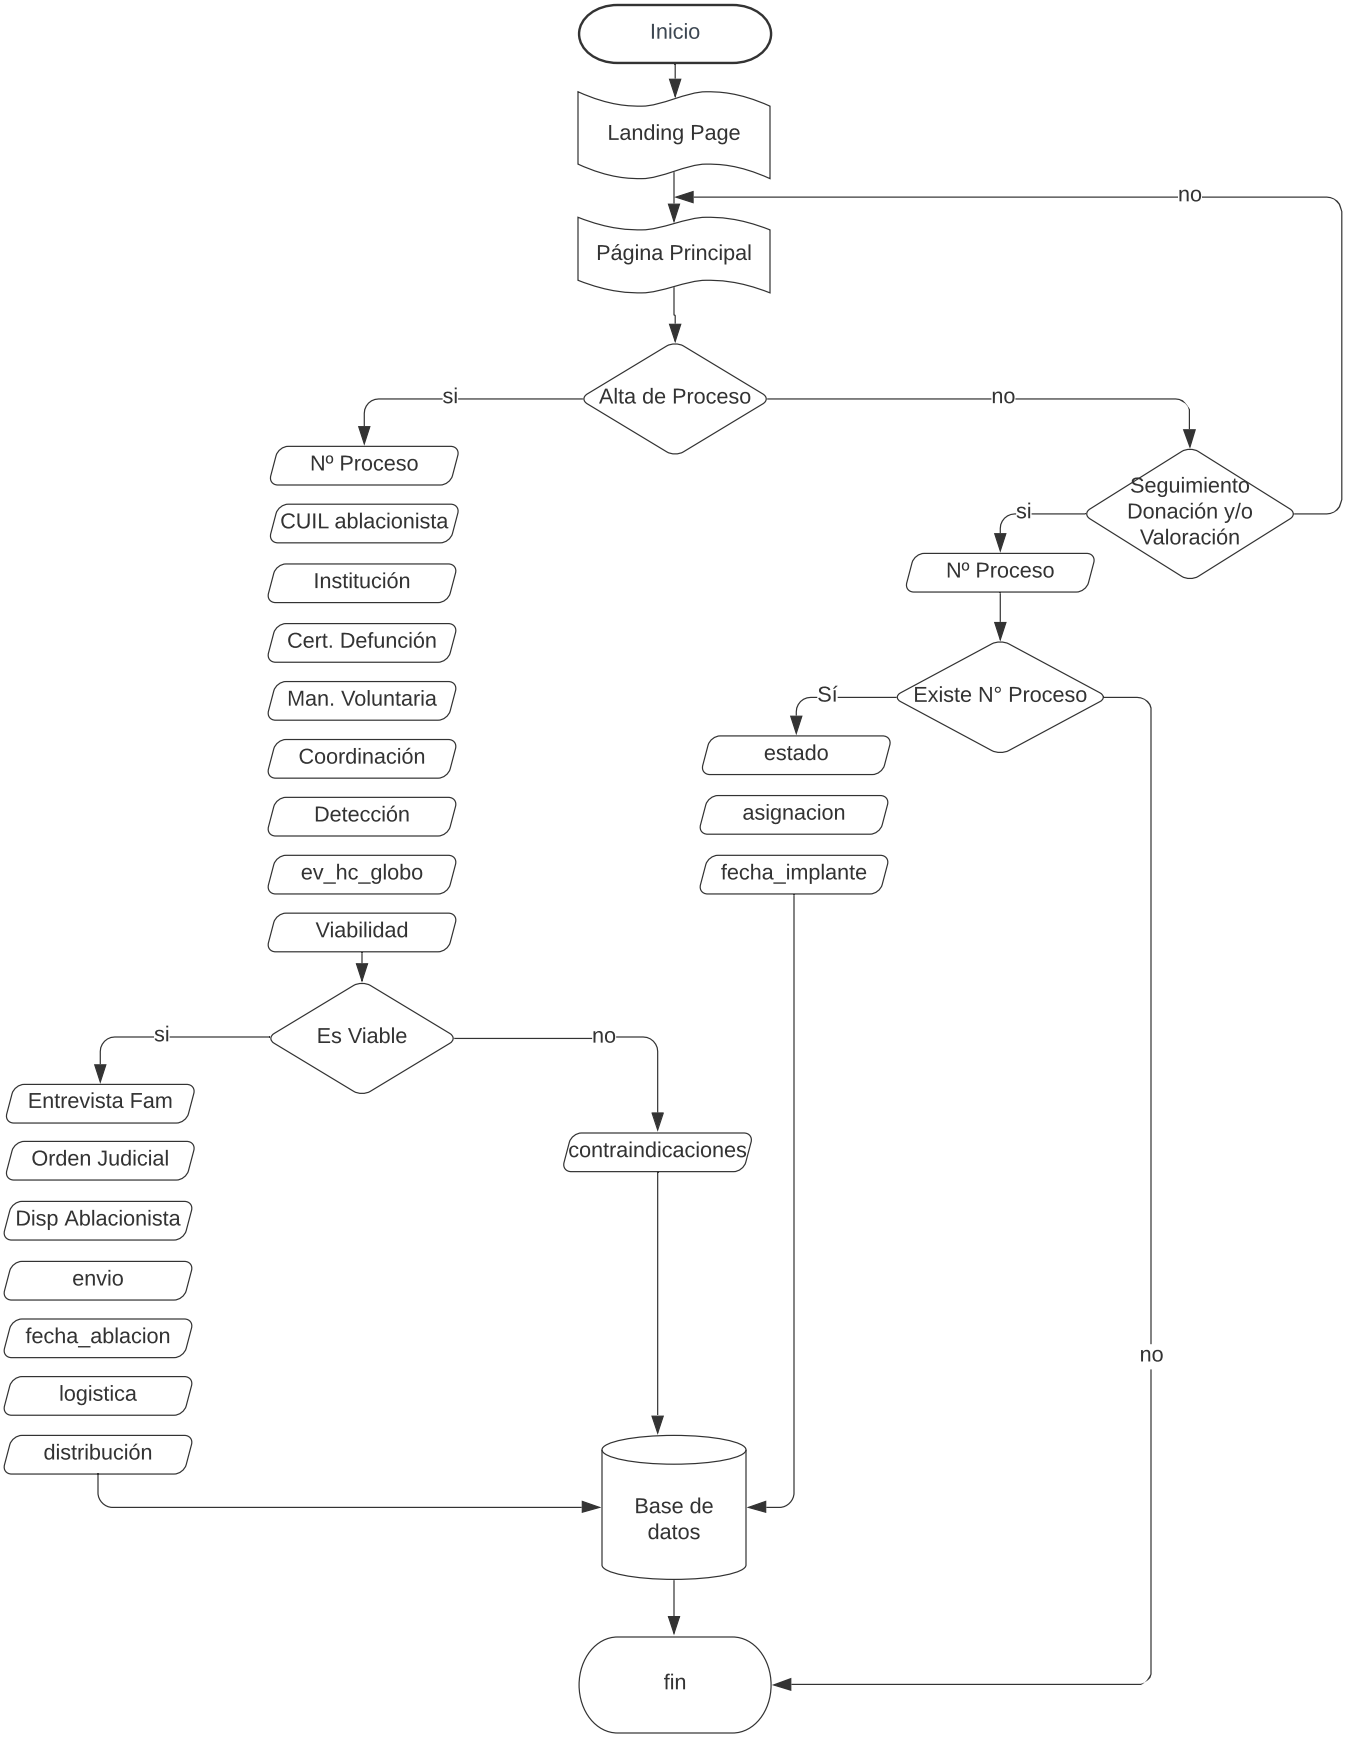 Inicio
Landing Page
no
Página Principal
Alta de Proceso
si
no
Nº Proceso
CUIL ablacionista
Institución
Cert. Defunción
Man. Voluntaria
Coordinación
Detección
ev_hc_globo
Viabilidad
Es Viable
si
no
Entrevista Fam
Orden Judicial
Disp Ablacionista
envio
fecha_ablacion
logistica
distribución
contraindicaciones
Seguimiento
Donación y/o
Valoración
si
Nº Proceso
Existe N° Proceso
Sí
estado
asignacion
fecha_implante
no
Base de
datos
fin